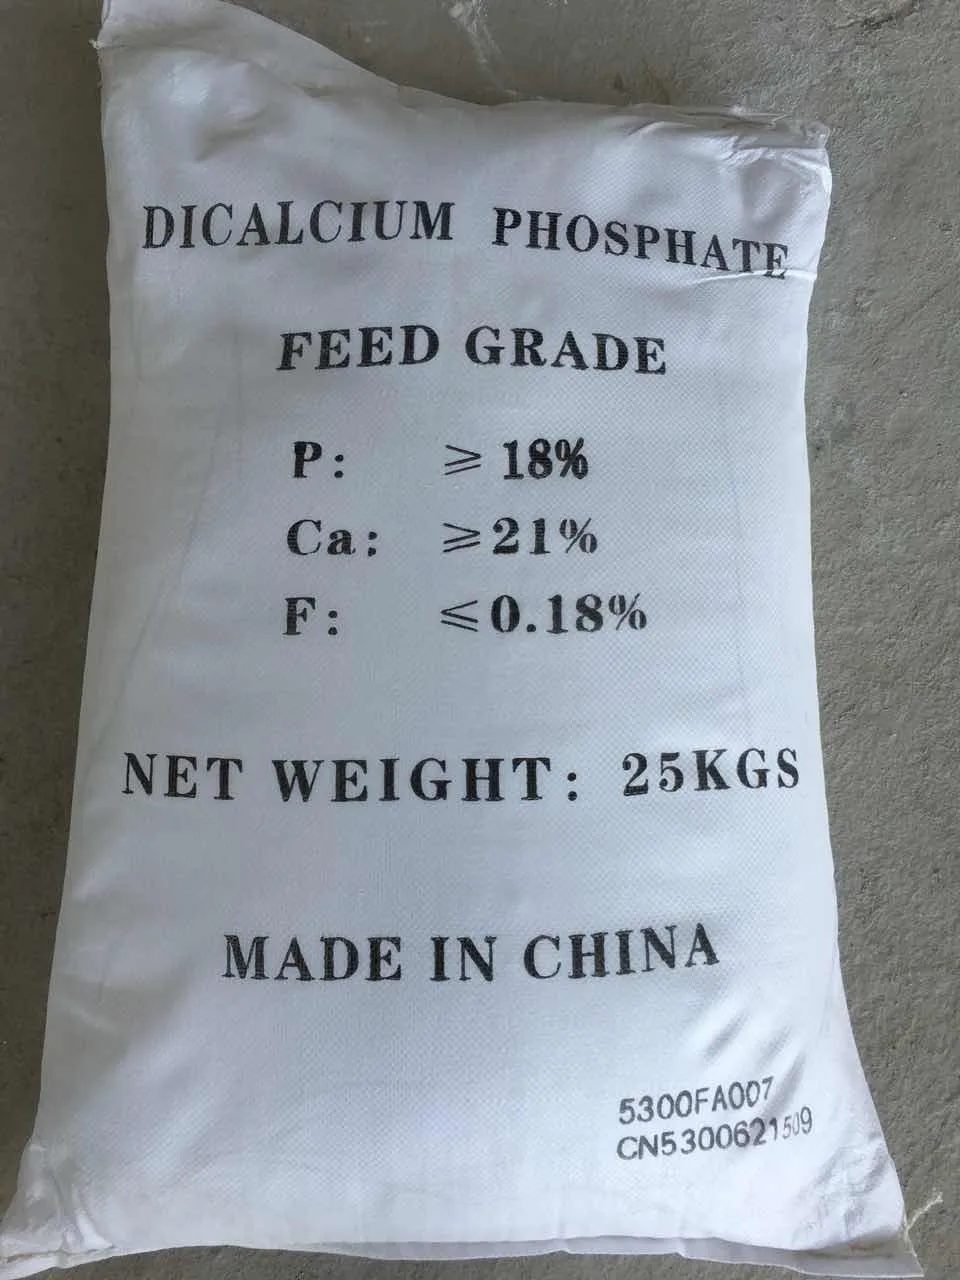 DICALCIUM PHOSPHATE
FEED GRADE
P: ≥ 18%
Ca: ≥21%
F: ≤0.18%
NET WEIGHT: 25KGS
MADE IN CHINA
5300FA007
CN5300621509